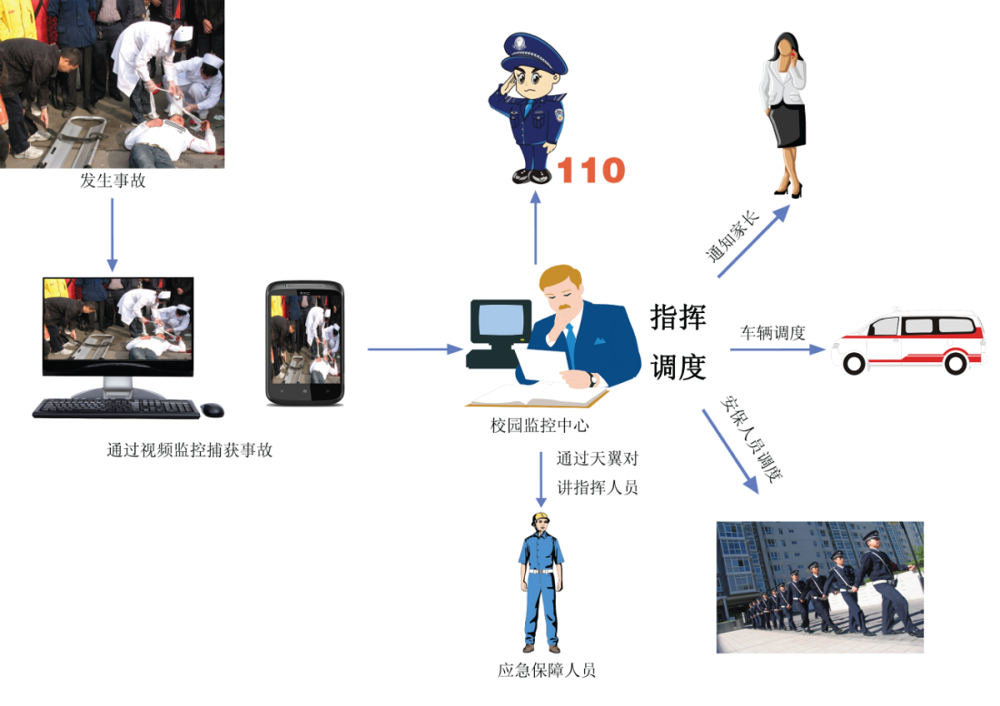 发生事故
110
通知家长
指挥
调度
车辆调度
安保人员调度
通过视频监控捕获事故
校园监控中心
通过天翼对
讲指挥人员
应急保障人员